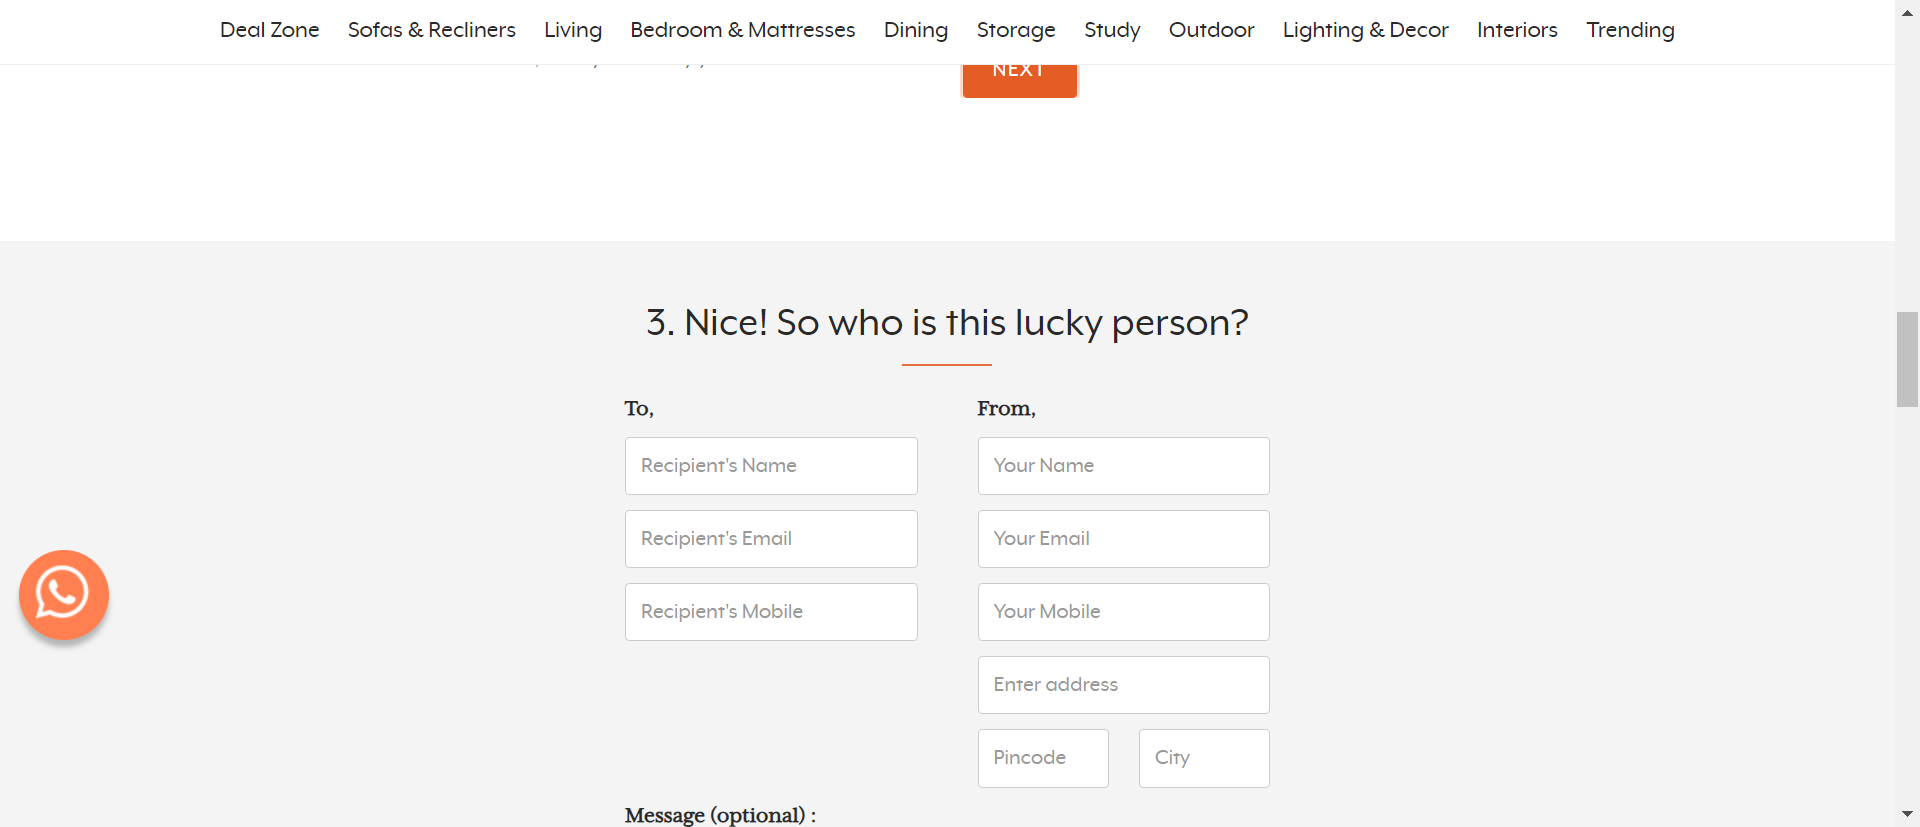 Deal Zone Sofas & Recliners Living Bedroom & Mattresses Dining Storage Study Outdoor Lighting & Decor Interiors Trending
NEXT
3. Nice! So who is this lucky person?
To,
From,
Recipient's Name
Your Name
Recipient's Email
Your Email
Recipient's Mobile
Your Mobile
Enter address
Pincode
City
Message (optional) :